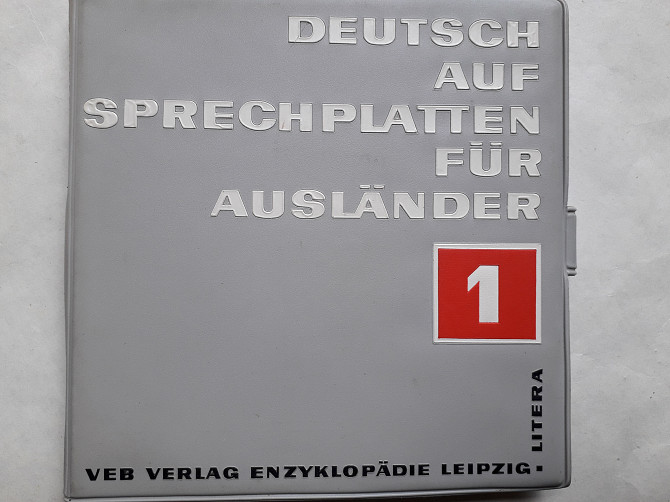 DEUTSCH
AUF
SPRECHPLATTEN
FÜR
AUSLÄNDER
1
LITERA
VEB VERLAG ENZYKLOPÄDIE LEIPZIG